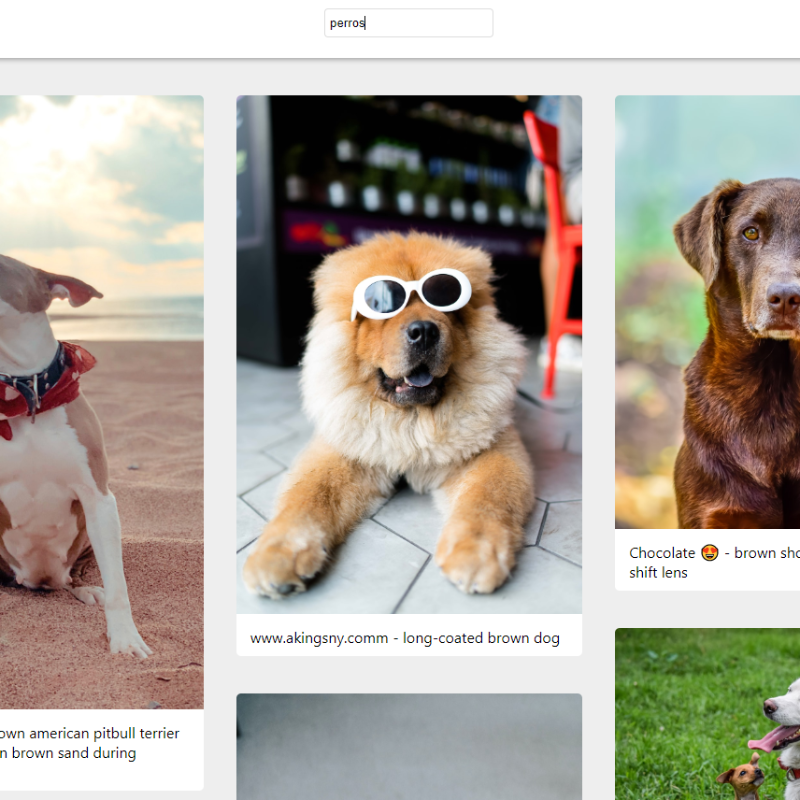 perros
www.akingsny.comm - long-coated brown dog
Chocolate 🤩 - brown sho
shift lens
own american pitbull terrier
n brown sand during